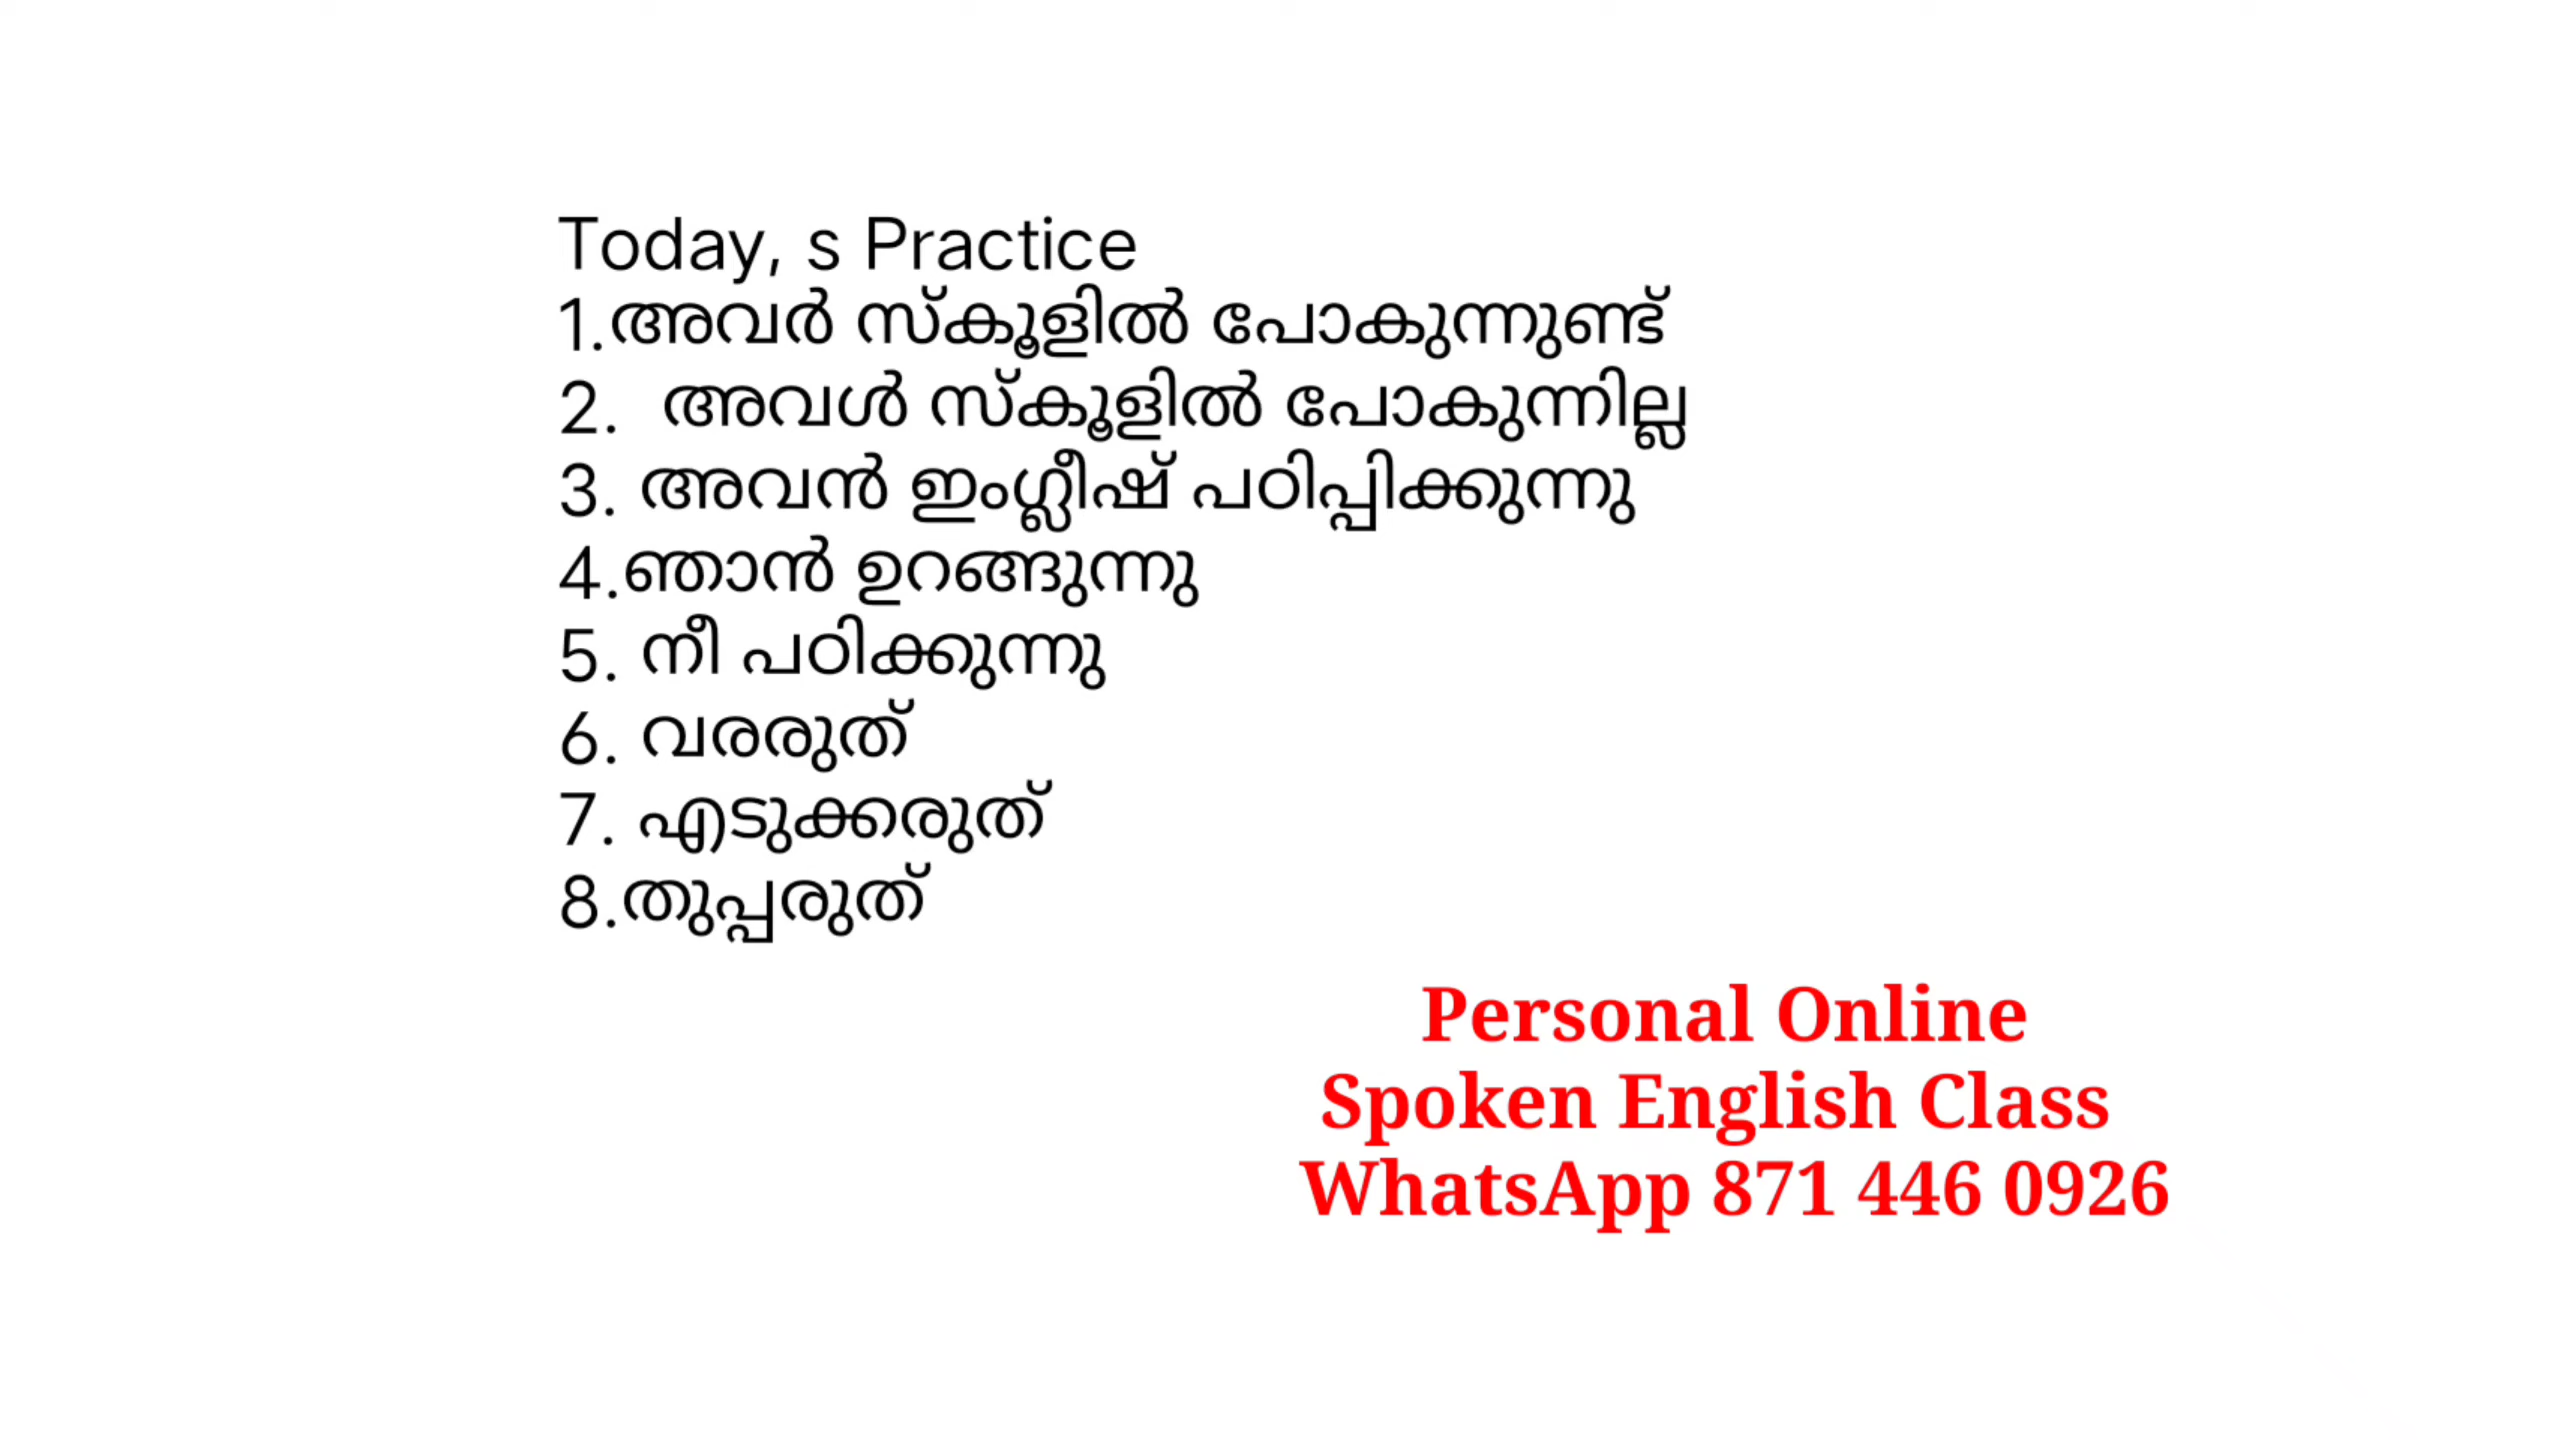 Today, s Practice
1.അവർ സ്കൂളിൽ പോകുന്നുണ്ട്
2.  അവൾ സ്കൂളിൽ പോകുന്നില്ല
3. അവൻ ഇംഗ്ലീഷ് പഠിപ്പിക്കുന്നു
4.ഞാൻ ഉറങ്ങുന്നു
5. നീ പഠിക്കുന്നു
6. വരരുത്
7. എടുക്കരുത്
8.തുപ്പരുത്
Personal Online
Spoken English Class
WhatsApp 871 446 0926